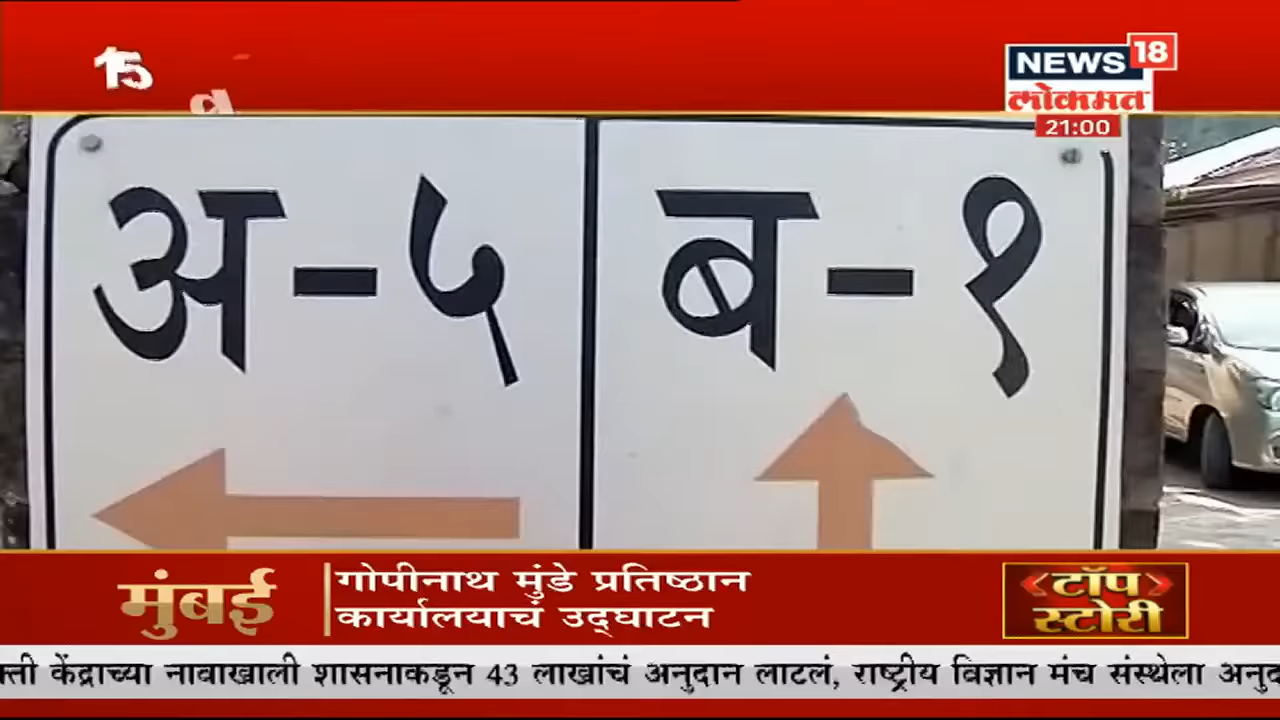 15
व
NEWS 18
लोकमत
21:00
अ-५
ब-१
मुंबई
गोपीनाथ मुंडे प्रतिष्ठान
कार्यालयाचं उद्घाटन
टॉप
स्टोरी
केंद्राच्या नावाखाली शासनाकडून 43 लाखांचं अनुदान लाटलं, राष्ट्रीय विज्ञान मंच संस्थेला